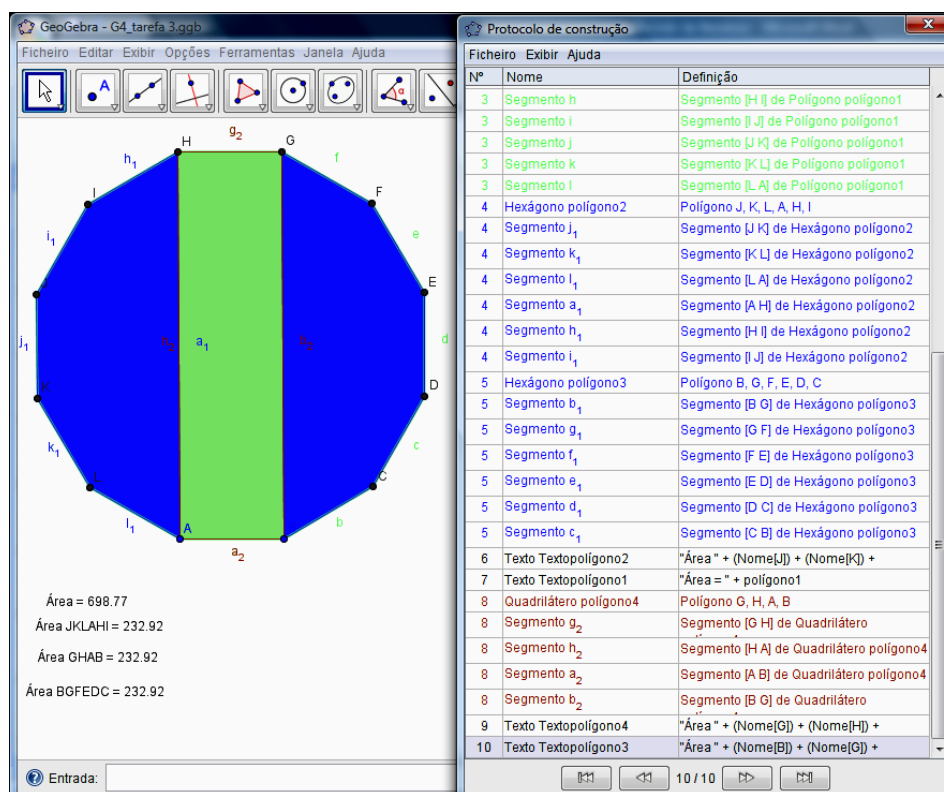 GeoGebra - G4_tarefa 3.ggb
Ficheiro Editar Exibir Opções Ferramentas Janela Ajuda
A
α
g2
H
G
h1
f
I
F
i1
e
J
E
j1
h2
a1
b2
d
K
D
k1
c
L
C
l1
A
b
a2
Área = 698.77
Área JKLAHI = 232.92
Área GHAB = 232.92
Área BGFEDC = 232.92
Entrada:
Protocolo de construção
Ficheiro Exibir Ajuda
Nº Nome Definição
3 Segmento h Segmento [H I] de Polígono polígono1
3 Segmento i Segmento [I J] de Polígono polígono1
3 Segmento j Segmento [J K] de Polígono polígono1
3 Segmento k Segmento [K L] de Polígono polígono1
3 Segmento l Segmento [L A] de Polígono polígono1
4 Hexágono polígono2 Polígono J, K, L, A, H, I
4 Segmento j1 Segmento [J K] de Hexágono polígono2
4 Segmento k1 Segmento [K L] de Hexágono polígono2
4 Segmento l1 Segmento [L A] de Hexágono polígono2
4 Segmento a1 Segmento [A H] de Hexágono polígono2
4 Segmento h1 Segmento [H I] de Hexágono polígono2
4 Segmento i1 Segmento [I J] de Hexágono polígono2
5 Hexágono polígono3 Polígono B, G, F, E, D, C
5 Segmento b1 Segmento [B G] de Hexágono polígono3
5 Segmento g1 Segmento [G F] de Hexágono polígono3
5 Segmento f1 Segmento [F E] de Hexágono polígono3
5 Segmento e1 Segmento [E D] de Hexágono polígono3
5 Segmento d1 Segmento [D C] de Hexágono polígono3
5 Segmento c1 Segmento [C B] de Hexágono polígono3
6 Texto Textopolígono2 "Área " + (Nome[J]) + (Nome[K]) +
7 Texto Textopolígono1 "Área = " + polígono1
8 Quadrilátero polígono4 Polígono G, H, A, B
8 Segmento g2 Segmento [G H] de Quadrilátero
8 Segmento h2 Segmento [H A] de Quadrilátero polígono4
8 Segmento a2 Segmento [A B] de Quadrilátero polígono4
8 Segmento b2 Segmento [B G] de Quadrilátero
9 Texto Textopolígono4 "Área " + (Nome[G]) + (Nome[H]) +
10 Texto Textopolígono3 "Área " + (Nome[B]) + (Nome[G]) +
10 / 10